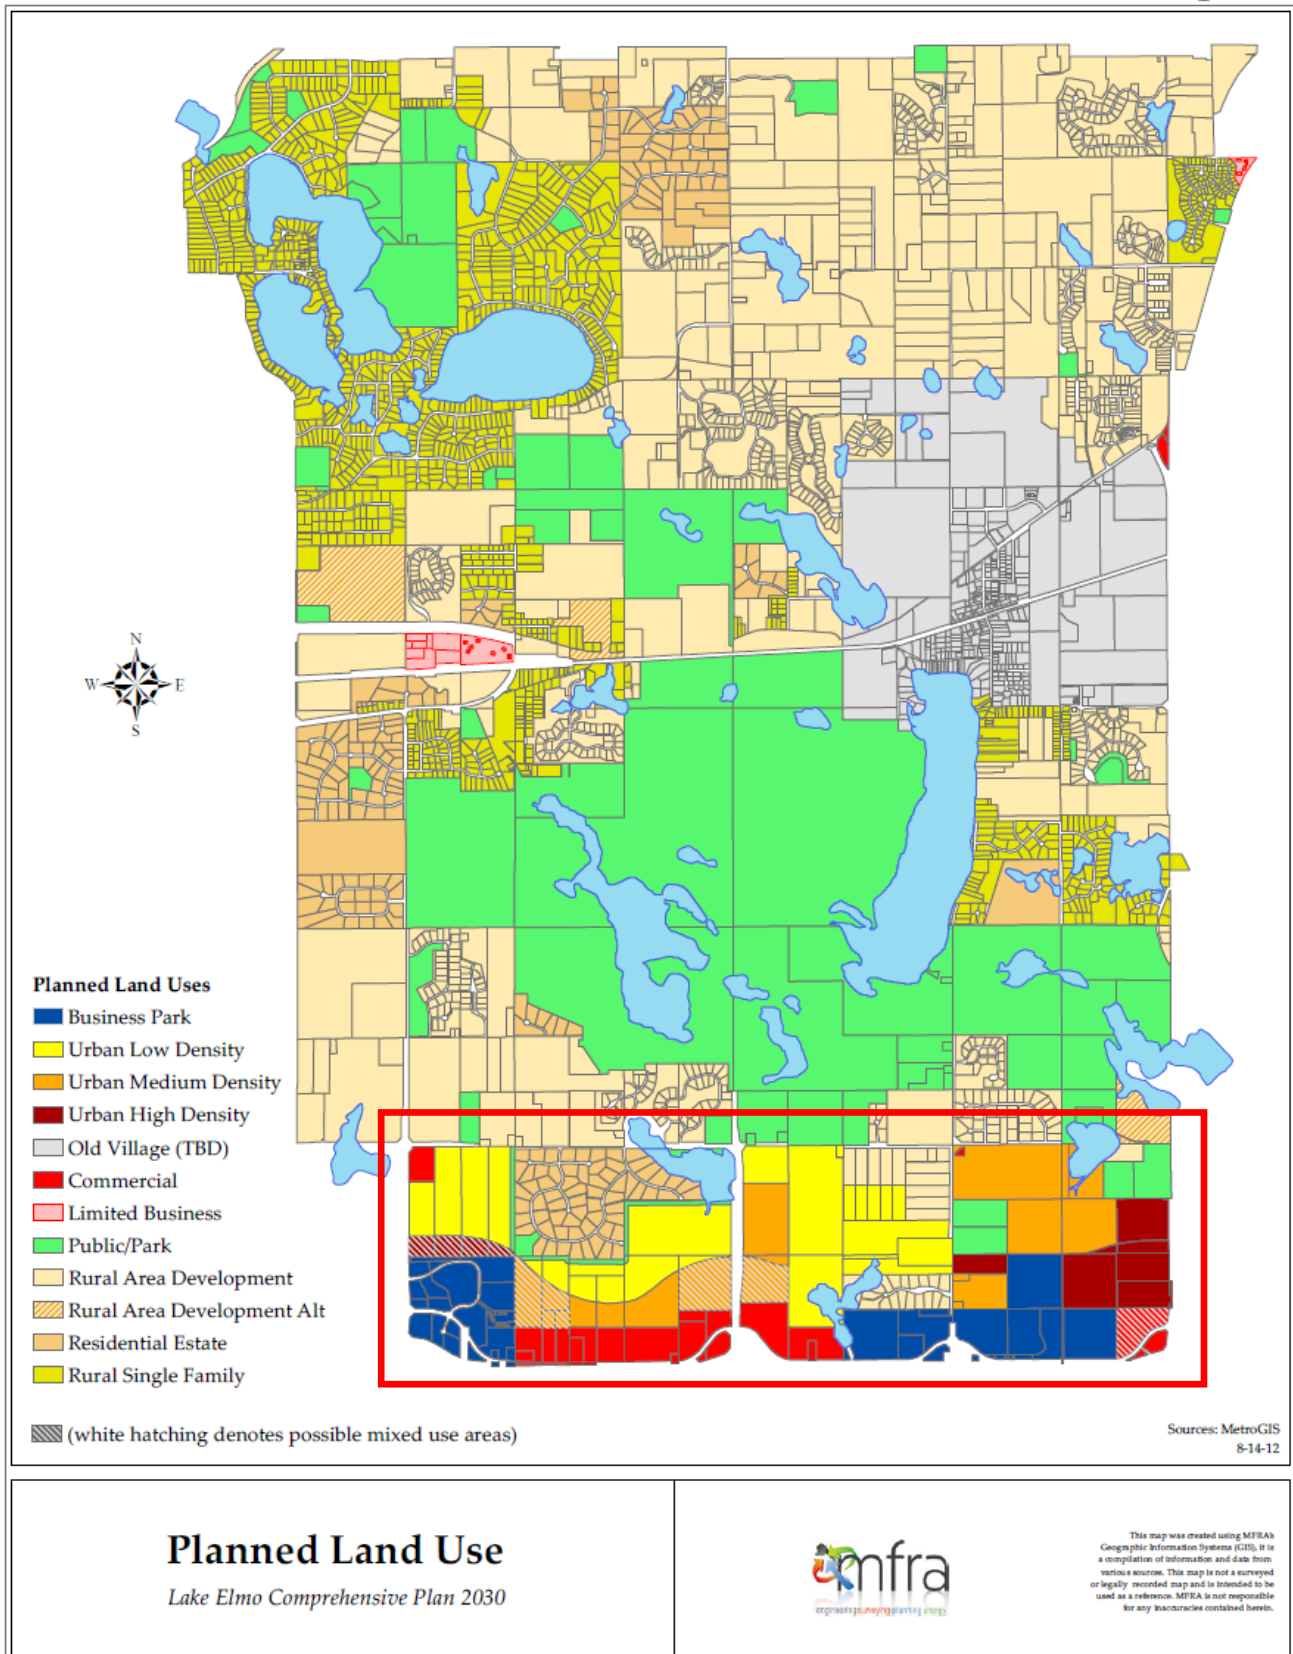 N
W E
S
Planned Land Uses
Business Park
Urban Low Density
Urban Medium Density
Urban High Density
Old Village (TBD)
Commercial
Limited Business
Public/Park
Rural Area Development
Rural Area Development Alt
Residential Estate
Rural Single Family
(white hatching denotes possible mixed use areas)
Sources: MetroGIS
8-14-12
Planned Land Use
Lake Elmo Comprehensive Plan 2030
mfra
engineering surveying planning energy
This map was created using MFRA's
Geographic Information Systems (GIS), it is
a compilation of information and data from
various sources. This map is not a surveyed
or legally recorded map and is intended to be
used as a reference. MFRA is not responsible
for any inaccuracies contained herein.